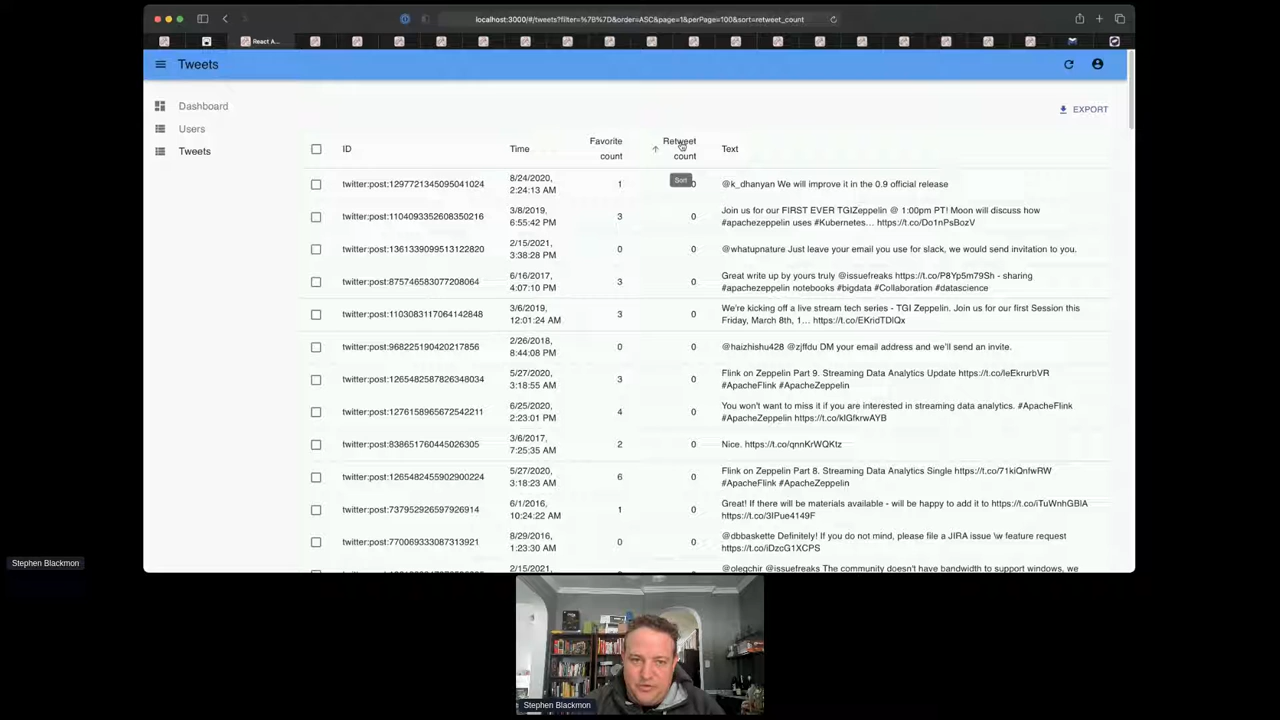 localhost:3000/#/tweets?filter=%7B%7D&order=ASC&page=1&perPage=100&sort=retweet_count
React A...
Tweets
Dashboard
Users
Tweets
EXPORT
ID
Time
Favorite
count
Retweet
count
Text
Sort
twitter:post:1297721345095041024
8/24/2020,
2:24:13 AM
1
0
@k_dhanyan We will improve it in the 0.9 official release
twitter:post:1104093352608350216
3/8/2019,
6:55:42 PM
3
0
Join us for our FIRST EVER TGIZeppelin @ 1:00pm PT! Moon will discuss how
#apachezeppelin uses #Kubernetes… https://t.co/Do1nPsBozV
twitter:post:1361339099513122820
2/15/2021,
3:38:28 PM
0
0
@whatupnature Just leave your email you use for slack, we would send invitation to you.
twitter:post:875746583077208064
6/16/2017,
4:07:10 PM
3
0
Great write up by yours truly @issuefreaks https://t.co/P8Yp5m79Sh - sharing
#apachezeppelin notebooks #bigdata #Collaboration #datascience
twitter:post:1103083117064142848
3/6/2019,
12:01:24 AM
3
0
We're kicking off a live stream tech series - TGI Zeppelin. Join us for our first Session this
Friday, March 8th, 1… https://t.co/EKridTDlQx
twitter:post:968225190420217856
2/26/2018,
8:44:08 PM
0
0
@haizhishu428 @zjffdu DM your email address and we'll send an invite.
twitter:post:1265482587826348034
5/27/2020,
3:18:55 AM
3
0
Flink on Zeppelin Part 9. Streaming Data Analytics Update https://t.co/leEkrurbVR
#ApacheFlink #ApacheZeppelin
twitter:post:1276158965672542211
6/25/2020,
2:23:01 PM
4
0
You won't want to miss it if you are interested in streaming data analytics. #ApacheFlink
#ApacheZeppelin https://t.co/klGfkrwAYB
twitter:post:838651760445026305
3/6/2017,
7:25:35 AM
2
0
Nice. https://t.co/qnnKrWQKtz
twitter:post:1265482455902900224
5/27/2020,
3:18:23 AM
6
0
Flink on Zeppelin Part 8. Streaming Data Analytics Single https://t.co/71kiQnfwRW
#ApacheFlink #ApacheZeppelin
twitter:post:737952926597926914
6/1/2016,
10:24:22 AM
1
0
Great! If there will be materials available - will be happy to add it to https://t.co/iTuWnhGBlA
https://t.co/3IPue4149F
twitter:post:770069333087313921
8/29/2016,
1:23:30 AM
0
0
@dbbaskette Definitely! If you do not mind, please file a JIRA issue \w feature request
https://t.co/iDzcG1XCPS
2/15/2021,
@olegchir @issuefreaks The community doesn't have bandwidth to support windows, we
Stephen Blackmon
Stephen Blackmon